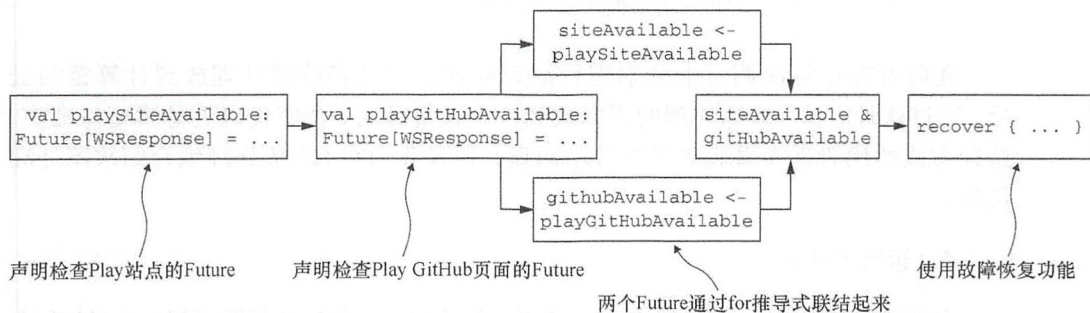 siteAvailable <-
playSiteAvailable
val playSiteAvailable:
Future[WSResponse] = ...
val playGitHubAvailable:
Future[WSResponse] = ...
siteAvailable &
gitHubAvailable
recover { ... }
githubAvailable <-
playGitHubAvailable
声明检查Play站点的Future
声明检查Play GitHub页面的Future
使用故障恢复功能
两个Future通过for推导式联结起来